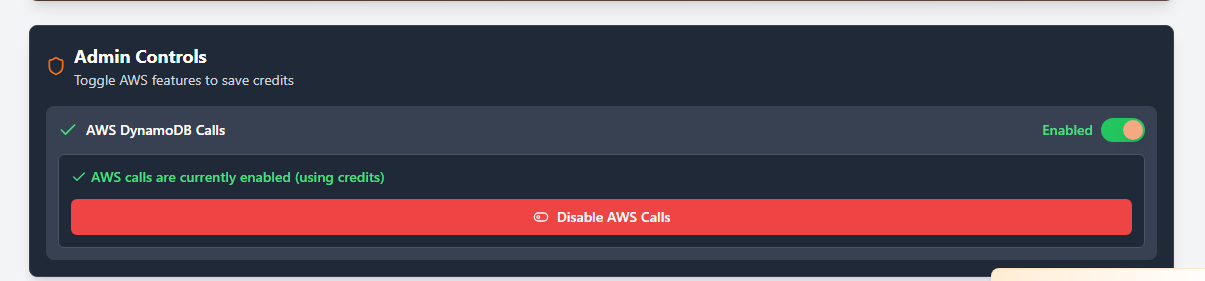 Admin Controls
Toggle AWS features to save credits
AWS DynamoDB Calls
Enabled
AWS calls are currently enabled (using credits)
Disable AWS Calls